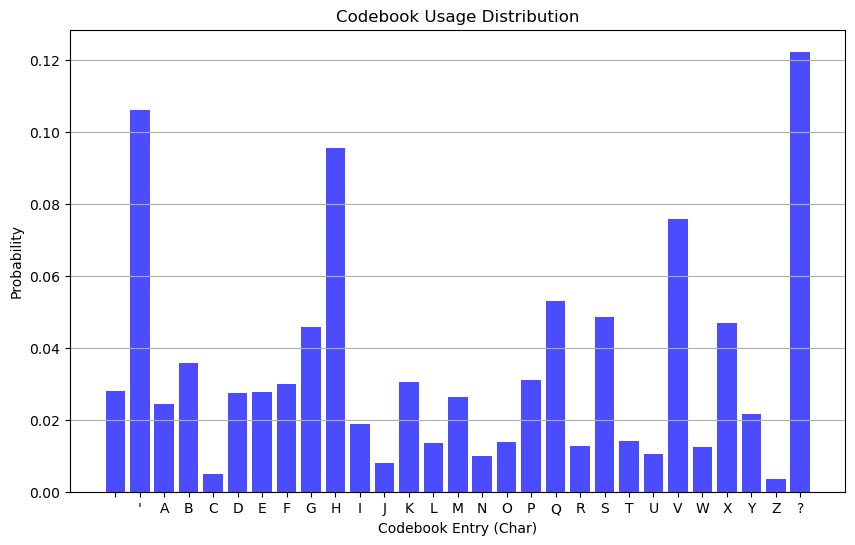 Codebook Usage Distribution
Probability
0.12
0.10
0.08
0.06
0.04
0.02
0.00
' A B C D E F G H I J K L M N O P Q R S T U V W X Y Z ?
Codebook Entry (Char)